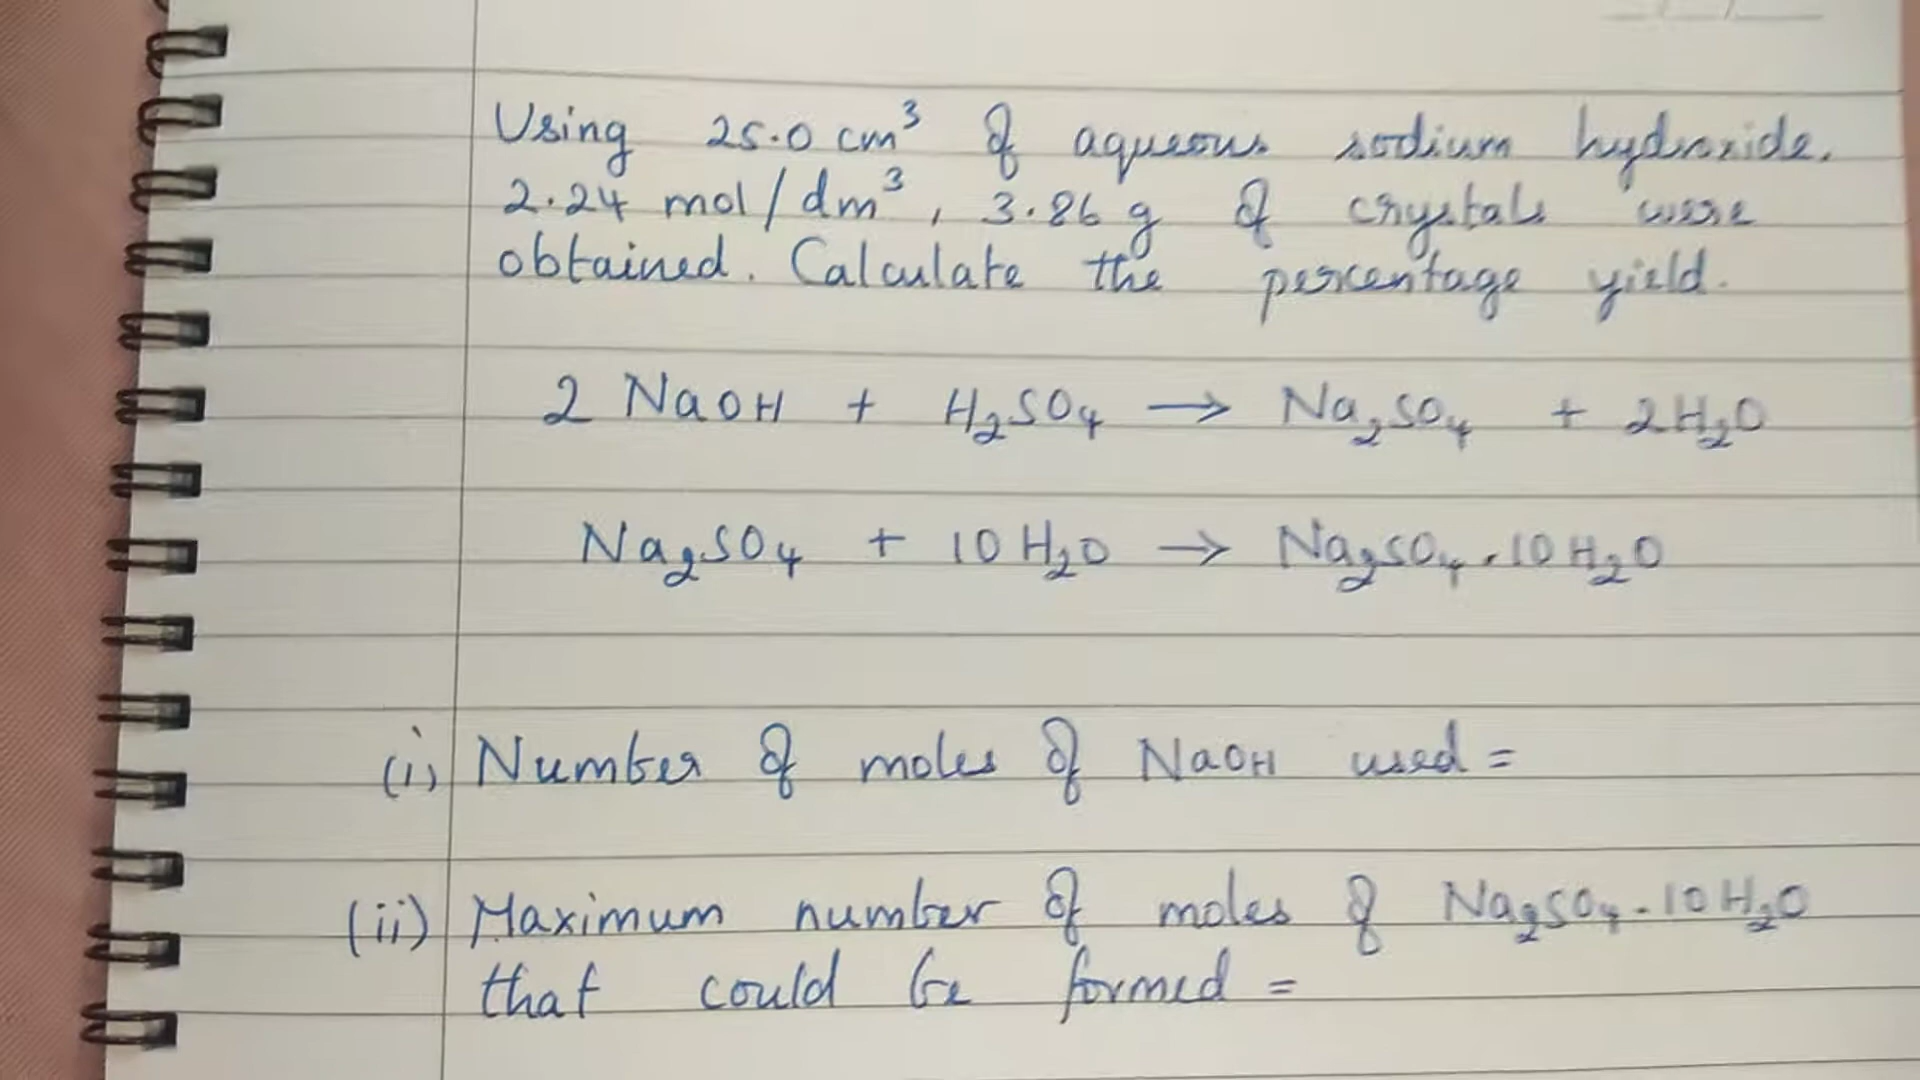 Using 25.0 cm³ of aqueous sodium hydroxide,
2.24 mol/dm³, 3.86 g of crystals were
obtained. Calculate the percentage yield.
2 NaOH + H₂SO₄ → Na₂SO₄ + 2H₂O
Na₂SO₄ + 10 H₂O → Na₂SO₄.10 H₂O
(i) Number of moles of NaOH used =
(ii) Maximum number of moles of Na₂SO₄.10 H₂O
that could be formed =